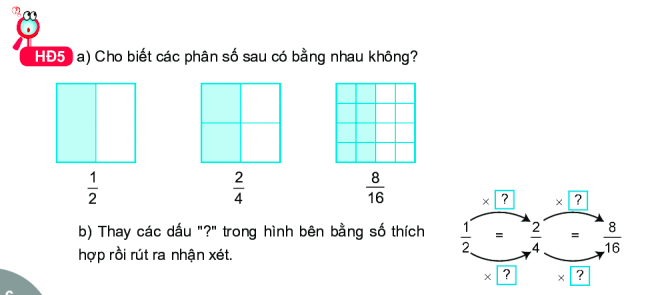 HĐ5 a) Cho biết các phân số sau có bằng nhau không?
1/2 2/4 8/16
b) Thay các dấu "?" trong hình bên bằng số thích
hợp rồi rút ra nhận xét.
× ? × ?
1/2 = 2/4 = 8/16
× ? × ?